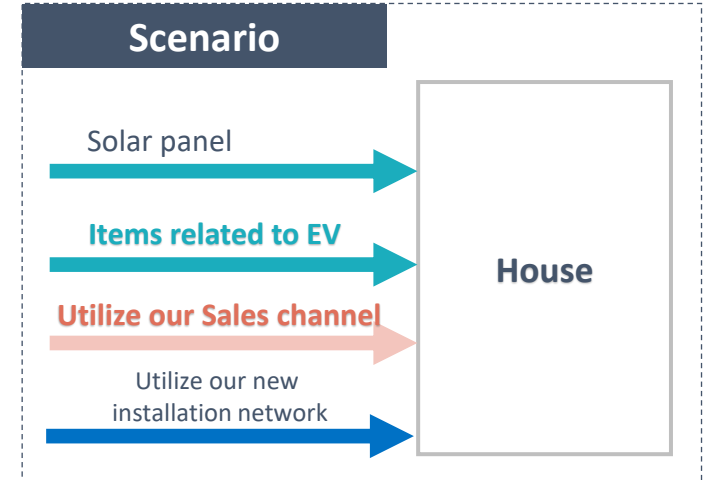 Scenario
Solar panel
Items related to EV
House
Utilize our Sales channel
Utilize our new
installation network